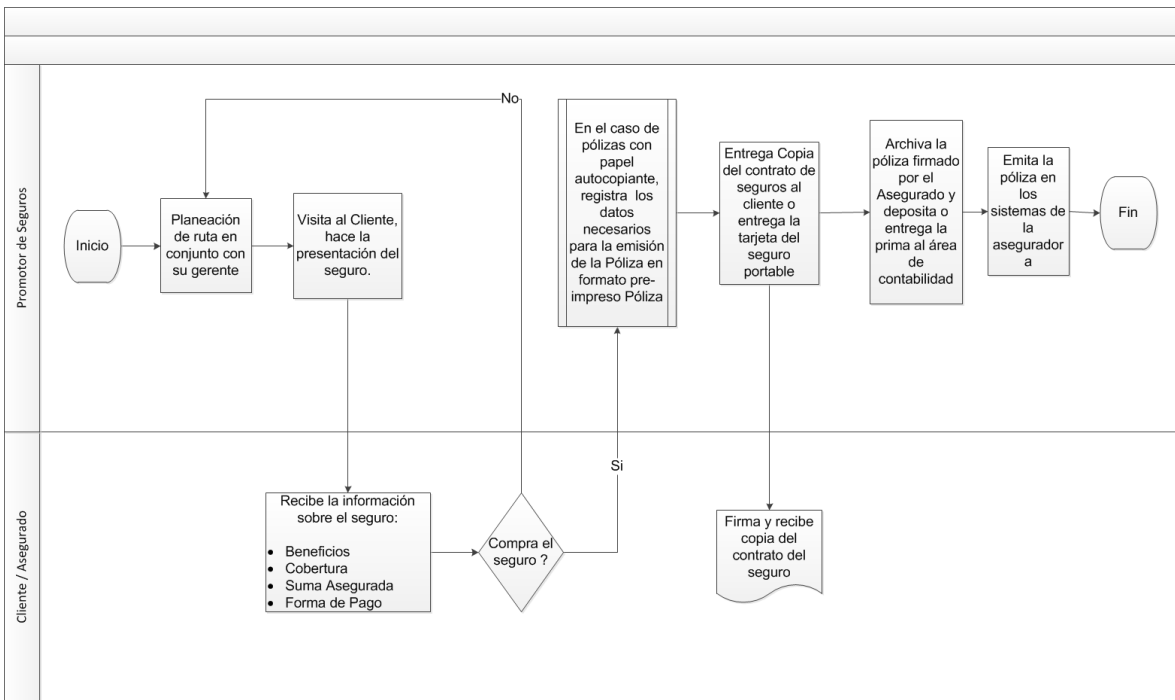 Promotor de Seguros
Inicio
Planeación
de ruta en
conjunto con
su gerente
Visita al Cliente,
hace la
presentación del
seguro.
No
En el caso de
pólizas con
papel
autocopiante,
registra los
datos
necesarios
para la emisión
de la Póliza en
formato pre-
impreso Póliza
Entrega Copia
del contrato de
seguros al
cliente o
entrega la
tarjeta del
seguro portable
Archiva la
póliza firmado
por el
Asegurado y
deposita o
entrega la
prima al área
de
contabilidad
Emita la
póliza en
los
sistemas de
la
asegurador
a
Fin
Cliente / Asegurado
Recibe la información
sobre el seguro:
• Beneficios
• Cobertura
• Suma Asegurada
• Forma de Pago
Compra el
seguro ?
Si
Firma y recibe
copia del
contrato del
seguro